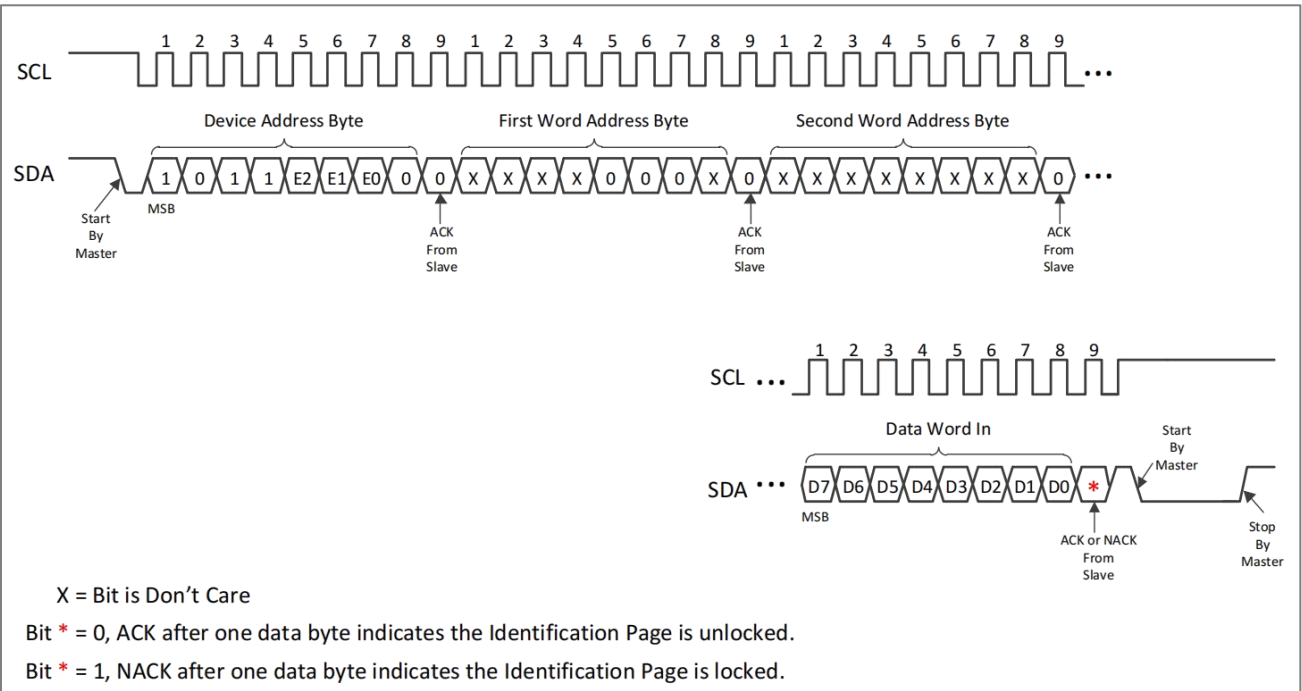 1 2 3 4 5 6 7 8 9 1 2 3 4 5 6 7 8 9 1 2 3 4 5 6 7 8 9
SCL ...
Device Address Byte First Word Address Byte Second Word Address Byte
SDA 1 0 1 1 E2 E1 E0 0 0 X X X X 0 0 0 X 0 X X X X X X X X 0 ...
MSB
Start
By
Master
ACK
From
Slave
ACK
From
Slave
ACK
From
Slave
1 2 3 4 5 6 7 8 9
SCL ...
Data Word In
SDA ... D7 D6 D5 D4 D3 D2 D1 D0 *
MSB
Start
By
Master
ACK or NACK
From
Slave
Stop
By
Master
X = Bit is Don’t Care
Bit * = 0, ACK after one data byte indicates the Identification Page is unlocked.
Bit * = 1, NACK after one data byte indicates the Identification Page is locked.